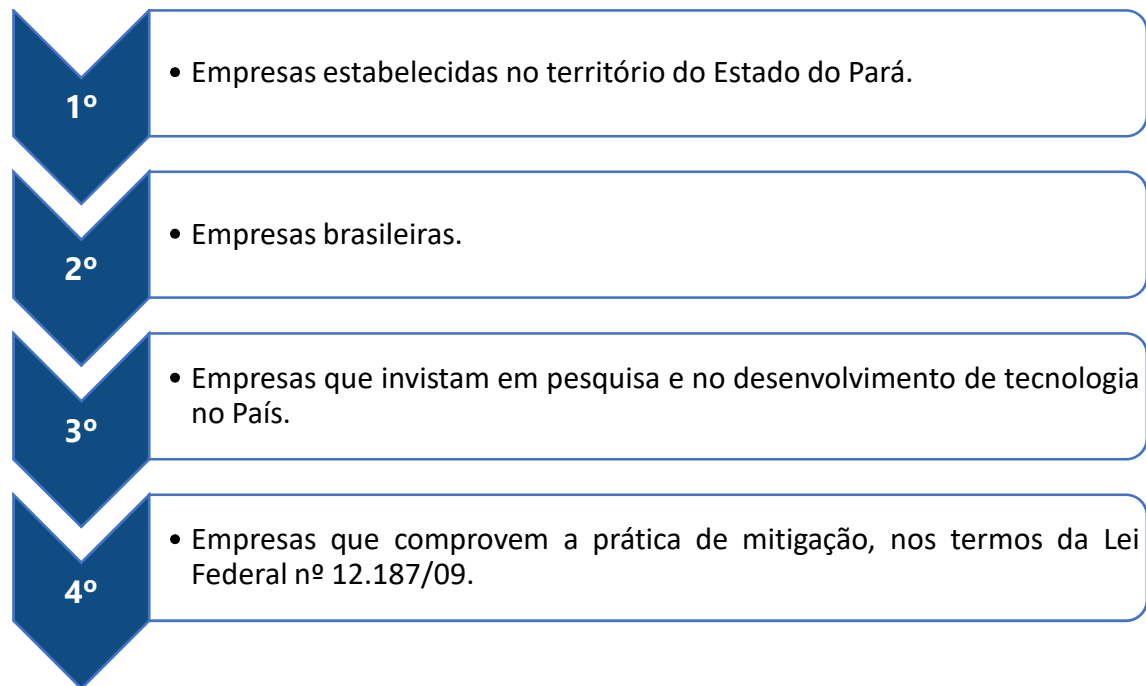 1º
• Empresas estabelecidas no território do Estado do Pará.
2º
• Empresas brasileiras.
3º
• Empresas que invistam em pesquisa e no desenvolvimento de tecnologia
no País.
4º
• Empresas que comprovem a prática de mitigação, nos termos da Lei
Federal nº 12.187/09.